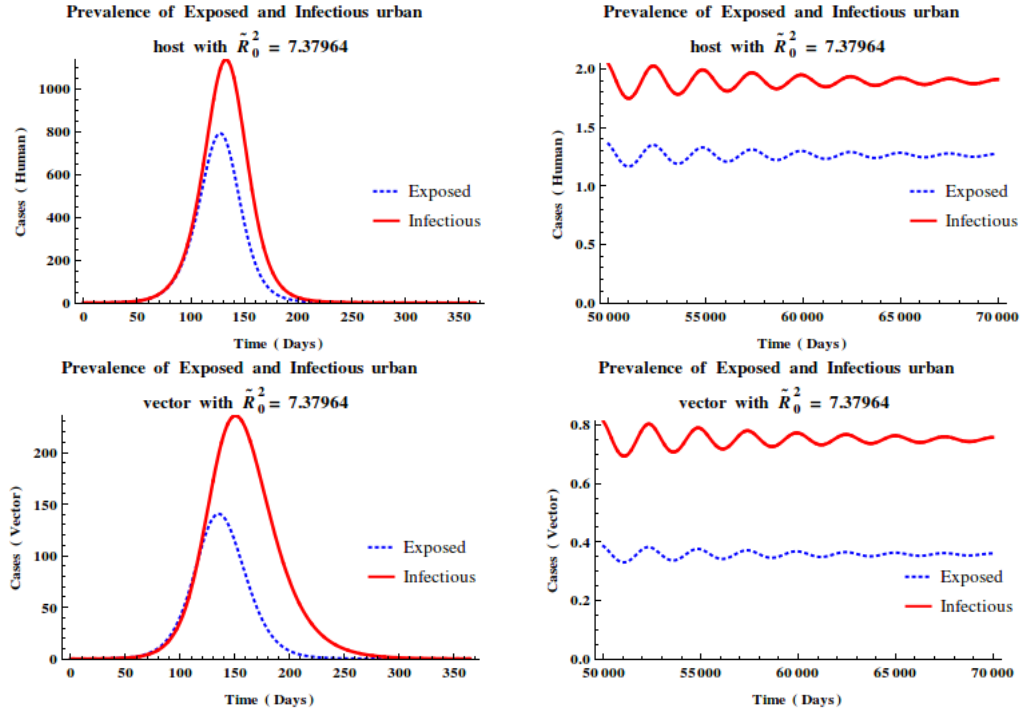 Prevalence of Exposed and Infectious urban
host with R̃₀² = 7.37964
Cases ( Human )
1000
800
600
400
200
0
Exposed
Infectious
0 50 100 150 200 250 300 350
Time ( Days )
Prevalence of Exposed and Infectious urban
host with R̃₀² = 7.37964
Cases ( Human )
2.0
1.5
1.0
0.5
0.0
Exposed
Infectious
50 000 55 000 60 000 65 000 70 000
Time ( Days )
Prevalence of Exposed and Infectious urban
vector with R̃₀² = 7.37964
Cases ( Vector )
200
150
100
50
0
Exposed
Infectious
0 50 100 150 200 250 300 350
Time ( Days )
Prevalence of Exposed and Infectious urban
vector with R̃₀² = 7.37964
Cases ( Vector )
0.8
0.6
0.4
0.2
0.0
Exposed
Infectious
50 000 55 000 60 000 65 000 70 000
Time ( Days )